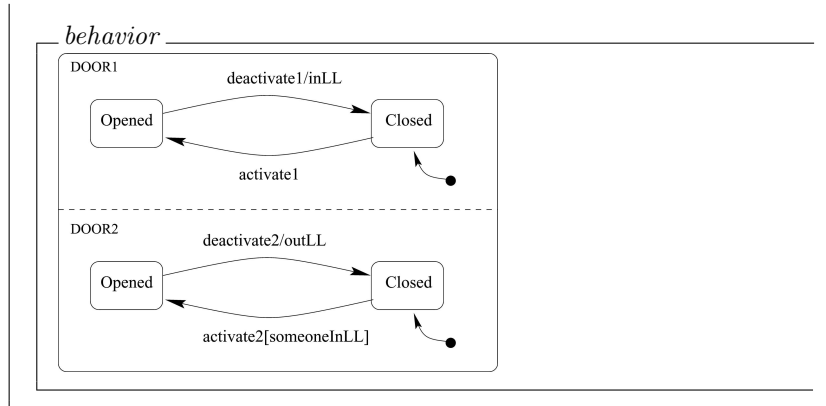 behavior
DOOR1
deactivate1/inLL
Opened
Closed
activate1
DOOR2
deactivate2/outLL
Opened
Closed
activate2[someoneInLL]